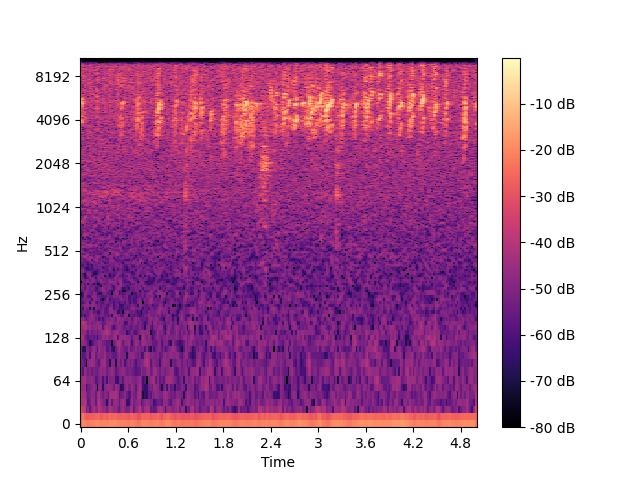 8192
4096
2048
1024
512
256
128
64
0
Hz
0 0.6 1.2 1.8 2.4 3 3.6 4.2 4.8
Time
-10 dB
-20 dB
-30 dB
-40 dB
-50 dB
-60 dB
-70 dB
-80 dB